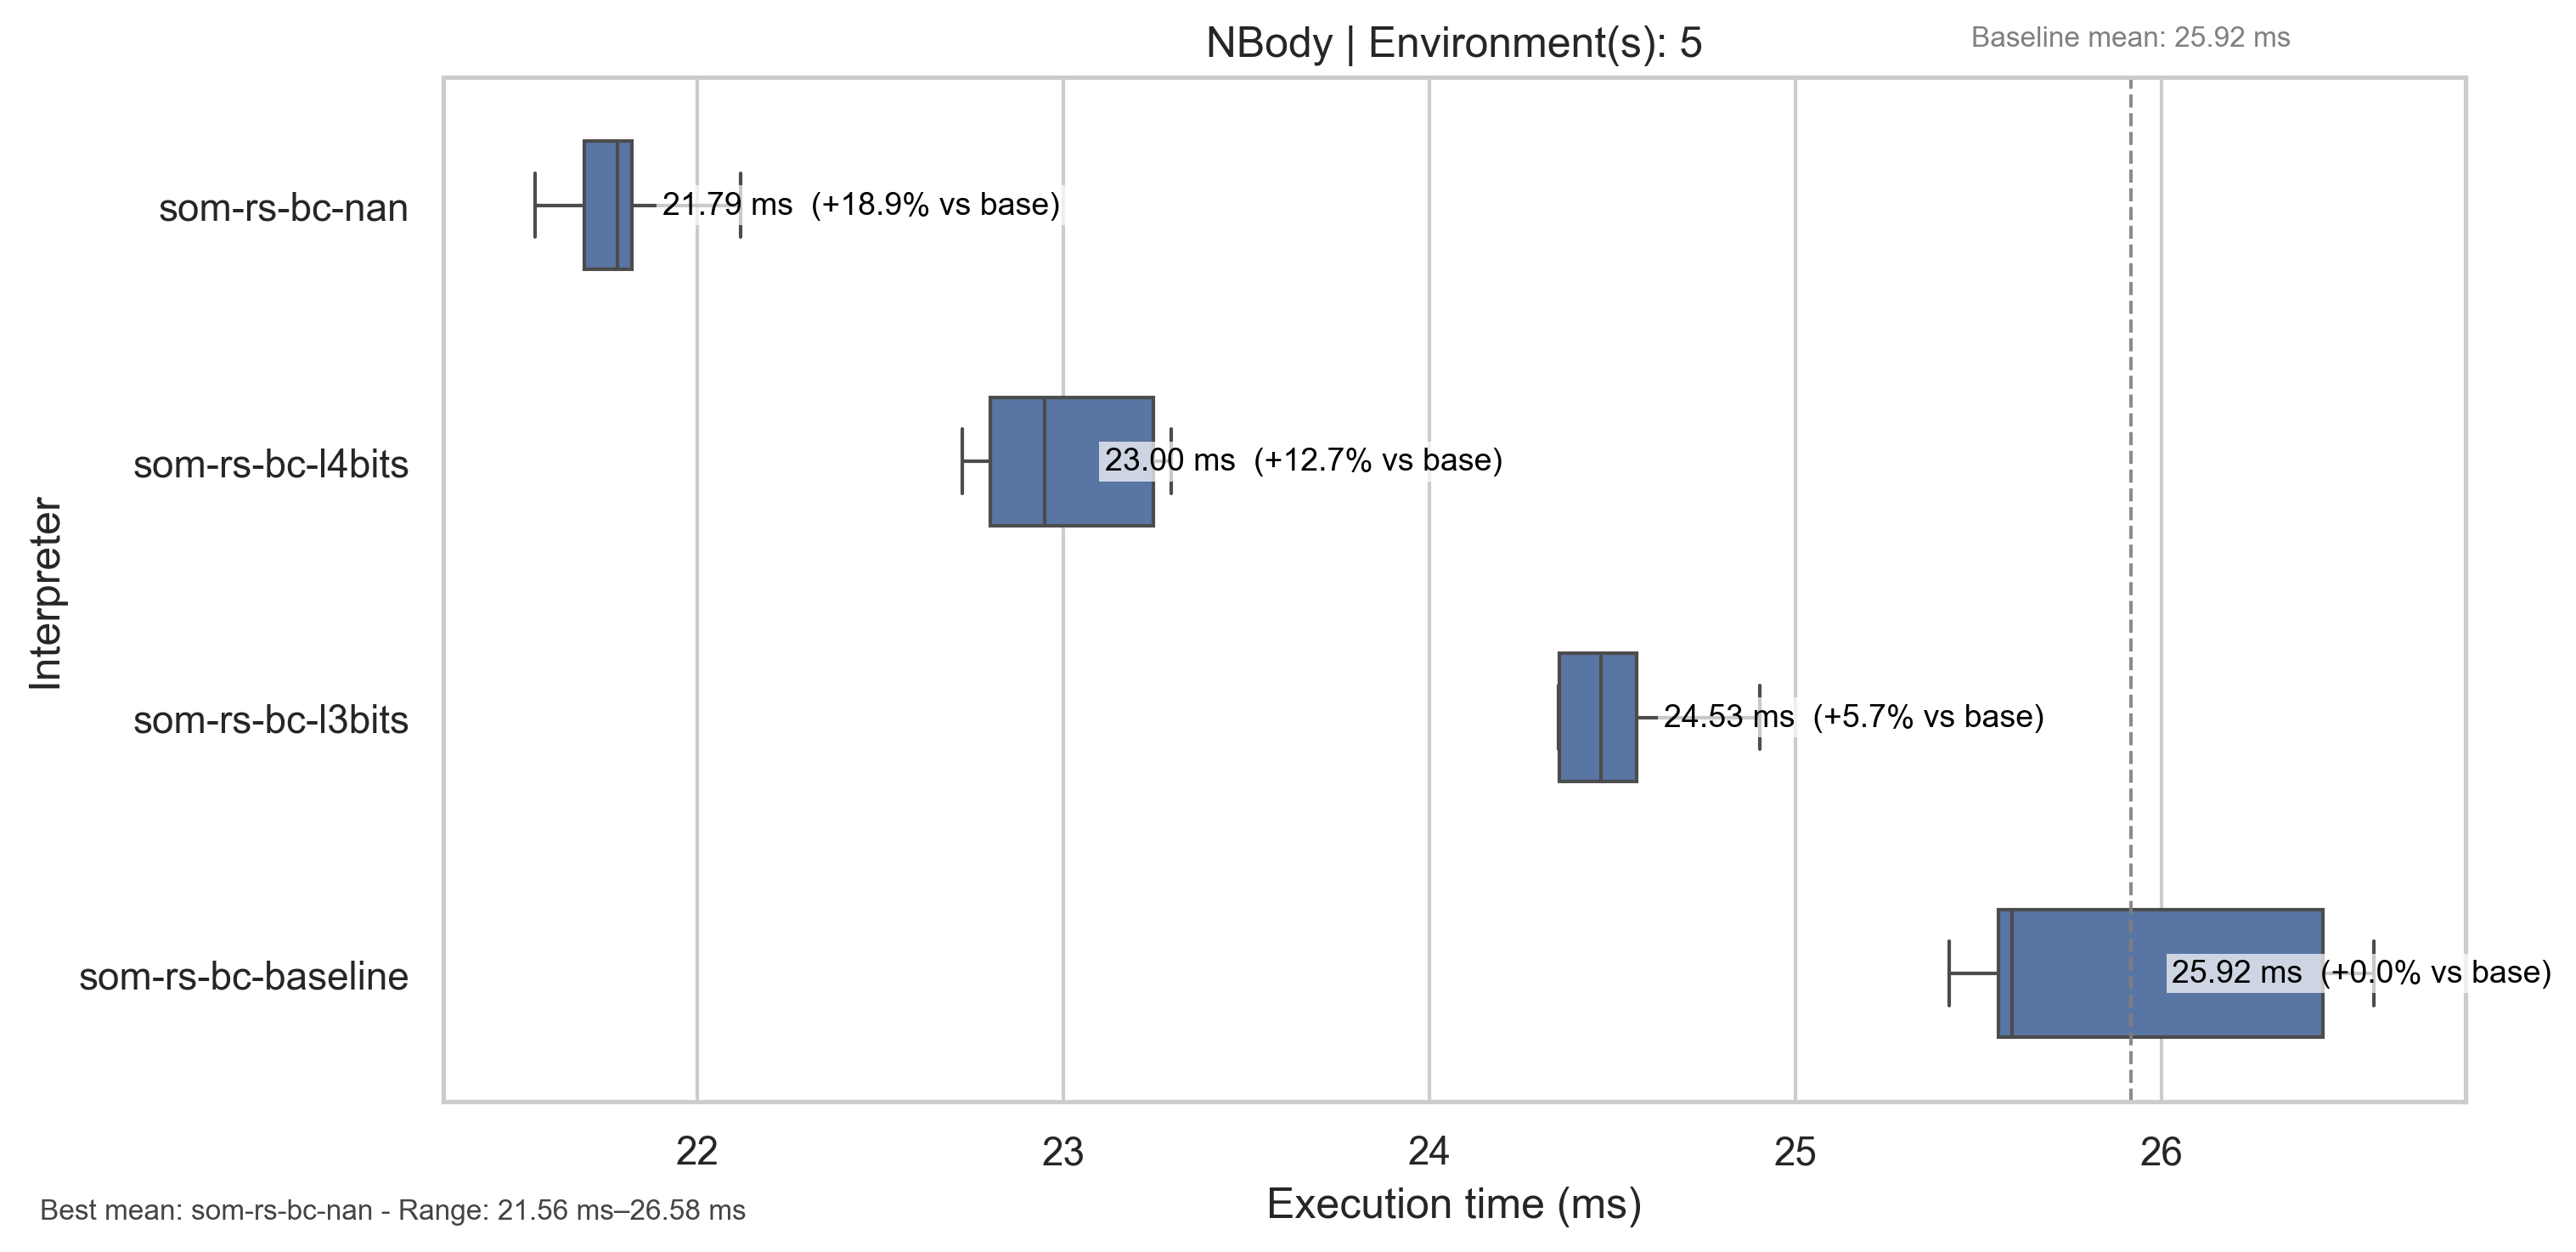 NBody | Environment(s): 5
Baseline mean: 25.92 ms
som-rs-bc-nan
21.79 ms  (+18.9% vs base)
som-rs-bc-l4bits
23.00 ms  (+12.7% vs base)
Interpreter
som-rs-bc-l3bits
24.53 ms  (+5.7% vs base)
som-rs-bc-baseline
25.92 ms  (+0.0% vs base)
22 23 24 25 26
Execution time (ms)
Best mean: som-rs-bc-nan - Range: 21.56 ms–26.58 ms